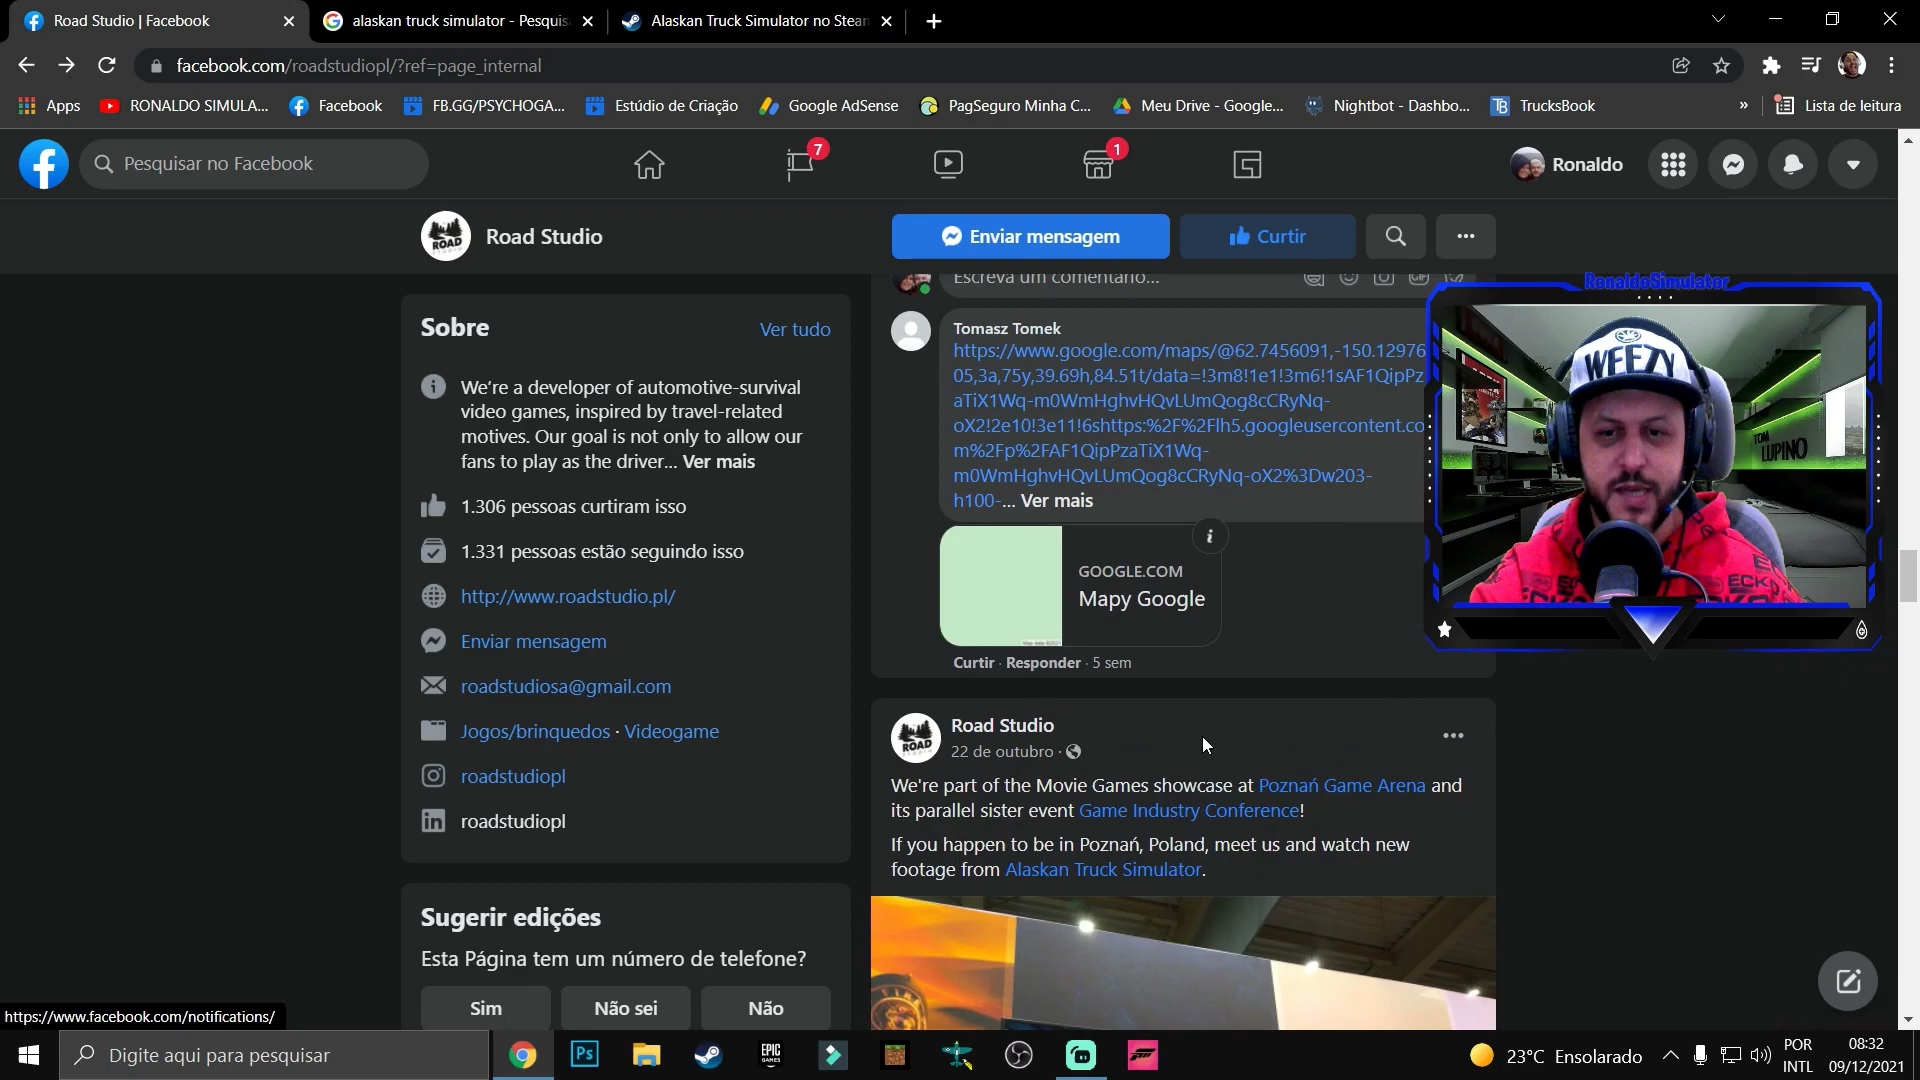 Road Studio | Facebook
alaskan truck simulator - Pesquis
Alaskan Truck Simulator no Stean
facebook.com/roadstudiopl/?ref=page_internal
Apps
RONALDO SIMULA...
Facebook
FB.GG/PSYCHOGA...
Estúdio de Criação
Google AdSense
PagSeguro Minha C...
Meu Drive - Google...
Nightbot - Dashbo...
TB
TrucksBook
»
Lista de leitura
Pesquisar no Facebook
7
1
Ronaldo
ROAD
Road Studio
Enviar mensagem
Curtir
Sobre
Ver tudo
We're a developer of automotive-survival
video games, inspired by travel-related
motives. Our goal is not only to allow our
fans to play as the driver... Ver mais
1.306 pessoas curtiram isso
1.331 pessoas estão seguindo isso
http://www.roadstudio.pl/
Enviar mensagem
roadstudiosa@gmail.com
Jogos/brinquedos · Videogame
roadstudiopl
roadstudiopl
Sugerir edições
Esta Página tem um número de telefone?
Sim
Não sei
Não
Escreva um comentário...
Tomasz Tomek
https://www.google.com/maps/@62.7456091,-150.12976
05,3a,75y,39.69h,84.51t/data=!3m8!1e1!3m6!1sAF1QipPz
aTiX1Wq-m0WmHghvHQvLUmQog8cCRyNq-
oX2!2e10!3e11!6shttps:%2F%2Flh5.googleusercontent.co
m%2Fp%2FAF1QipPzaTiX1Wq-
m0WmHghvHQvLUmQog8cCRyNq-oX2%3Dw203-
h100-... Ver mais
GOOGLE.COM
Mapy Google
Curtir · Responder · 5 sem
ROAD
Road Studio
22 de outubro ·
We're part of the Movie Games showcase at Poznań Game Arena and
its parallel sister event Game Industry Conference!
If you happen to be in Poznań, Poland, meet us and watch new
footage from Alaskan Truck Simulator.
RonaldoSimulator
WEEZY
TOM
LUPINO
ECKO
https://www.facebook.com/notifications/
Digite aqui para pesquisar
Ps
EPIC
GAMES
23°C Ensolarado
POR
INTL
08:32
09/12/2021